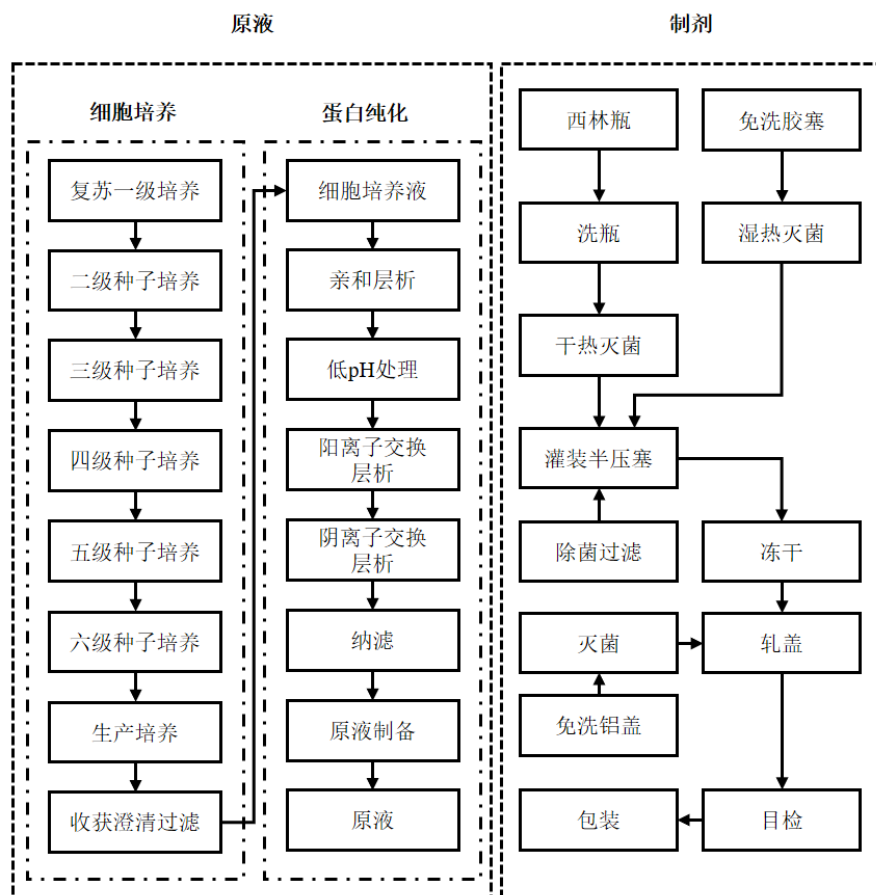 原液
细胞培养
复苏一级培养
二级种子培养
三级种子培养
四级种子培养
五级种子培养
六级种子培养
生产培养
收获澄清过滤
蛋白纯化
细胞培养液
亲和层析
低pH处理
阳离子交换
层析
阴离子交换
层析
纳滤
原液制备
原液
制剂
西林瓶
免洗胶塞
洗瓶
湿热灭菌
干热灭菌
灌装半压塞
除菌过滤
冻干
灭菌
轧盖
免洗铝盖
包装
目检